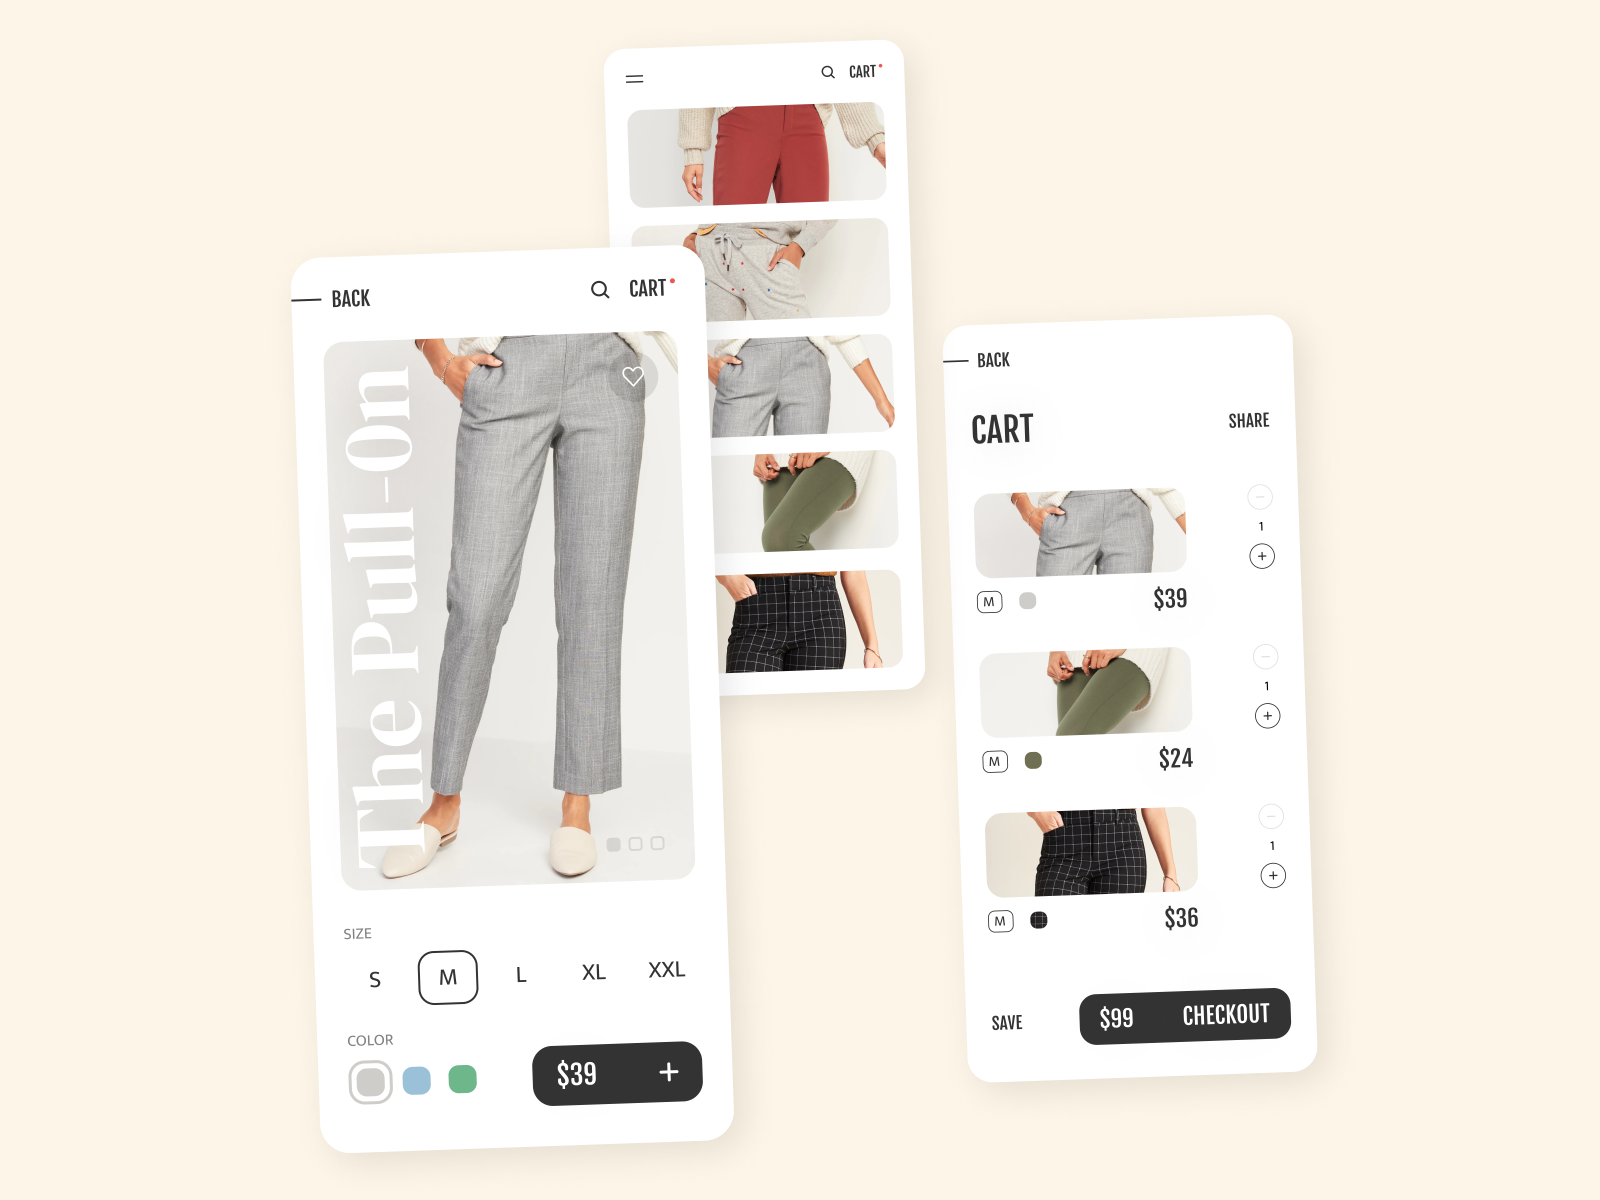 CART
BACK
CART
The Pull-On
SIZE
S
M
L
XL
XXL
COLOR
$39 +
BACK
CART
SHARE
1
M
$39
1
M
$24
1
M
$36
SAVE
$99 CHECKOUT